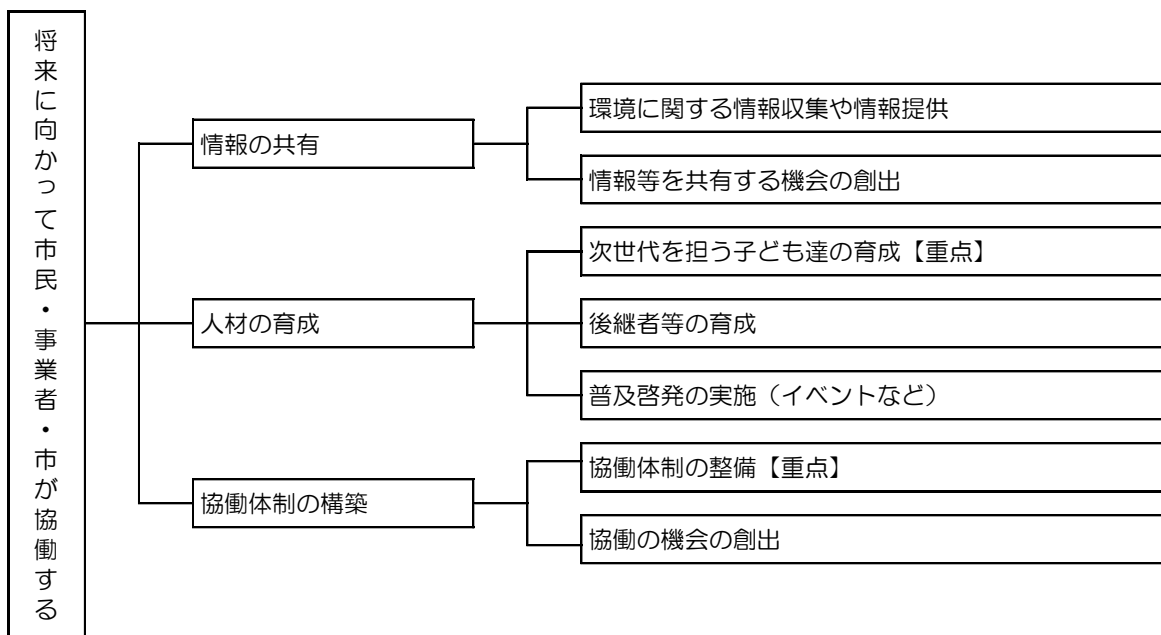 将来に向かって市民・事業者・市が協働する
情報の共有
環境に関する情報収集や情報提供
情報等を共有する機会の創出
人材の育成
次世代を担う子ども達の育成【重点】
後継者等の育成
普及啓発の実施（イベントなど）
協働体制の構築
協働体制の整備【重点】
協働の機会の創出